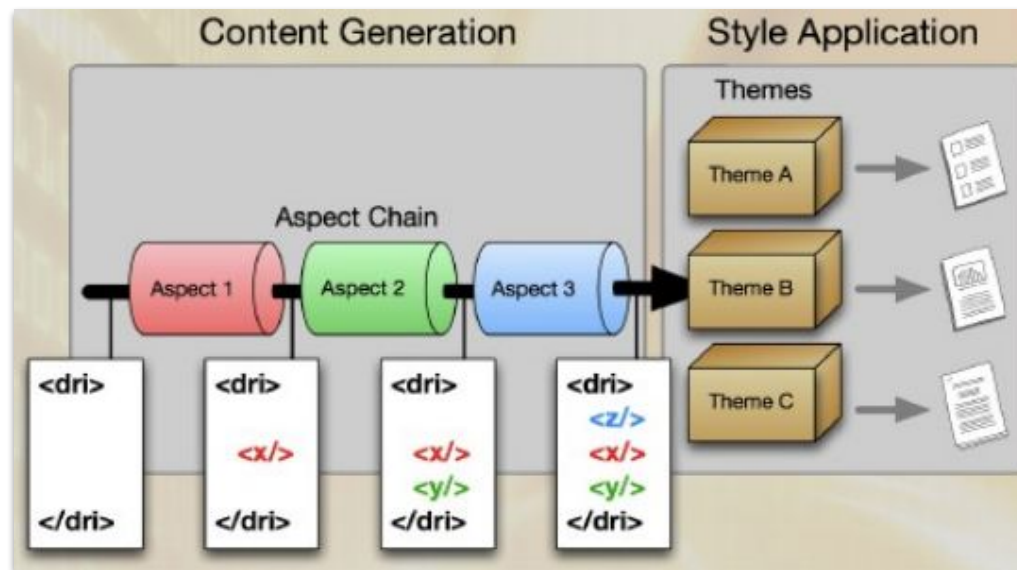 Content Generation
Style Application
Themes
Theme A
Aspect Chain
Aspect 1
Aspect 2
Aspect 3
Theme B
Theme C
<dri>
<x/>
</dri>
<dri>
<x/>
<y/>
</dri>
<dri>
<z/>
<x/>
<y/>
</dri>
<dri>
</dri>